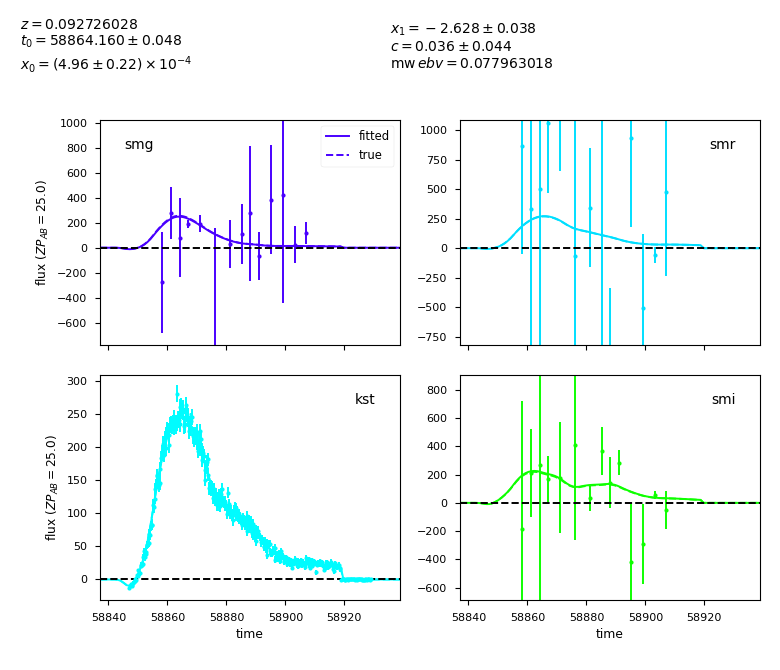 z = 0.092726028
t₀ = 58864.160 ± 0.048
x₀ = (4.96 ± 0.22) × 10⁻⁴
x₁ = −2.628 ± 0.038
c = 0.036 ± 0.044
mw ebv = 0.077963018
smg
fitted
true
1000
800
600
400
200
0
−200
−400
−600
flux (ZP_AB = 25.0)
smr
1000
750
500
250
0
−250
−500
−750
kst
300
250
200
150
100
50
0
flux (ZP_AB = 25.0)
58840 58860 58880 58900 58920
time
smi
800
600
400
200
0
−200
−400
−600
58840 58860 58880 58900 58920
time